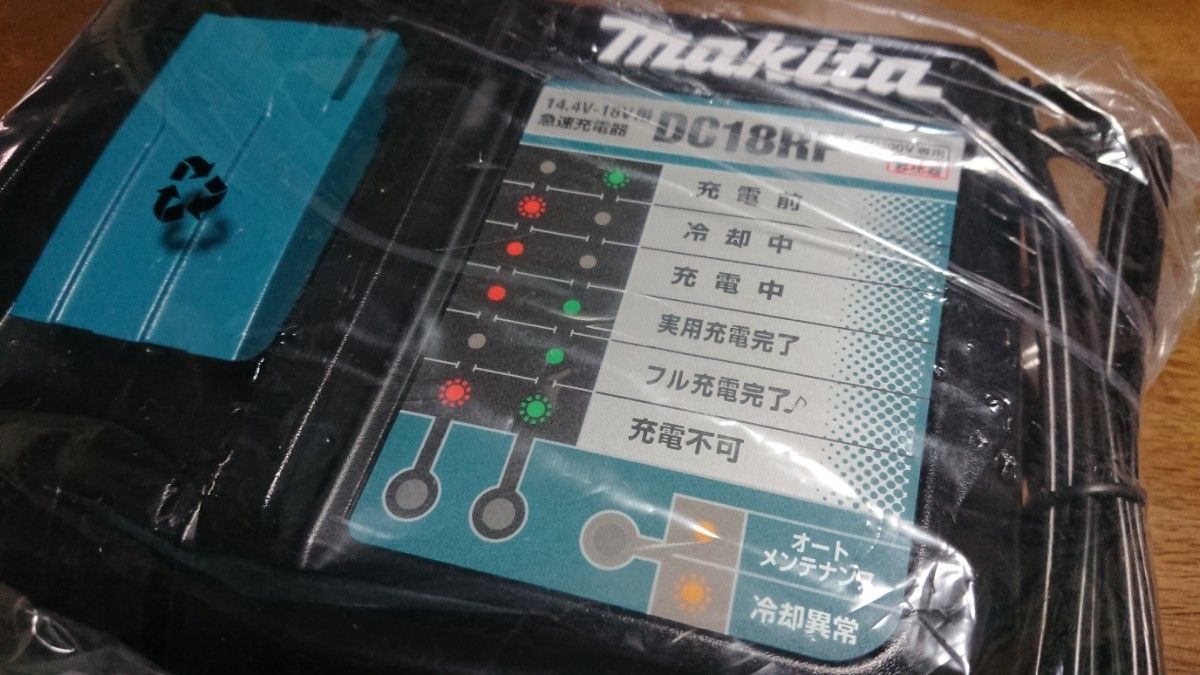 makita
14.4V-18V用
急速充電器
DC18RF
充電前
冷却中
充電中
実用充電完了
フル充電完了♪
充電不可
オート
メンテナンス
冷却異常